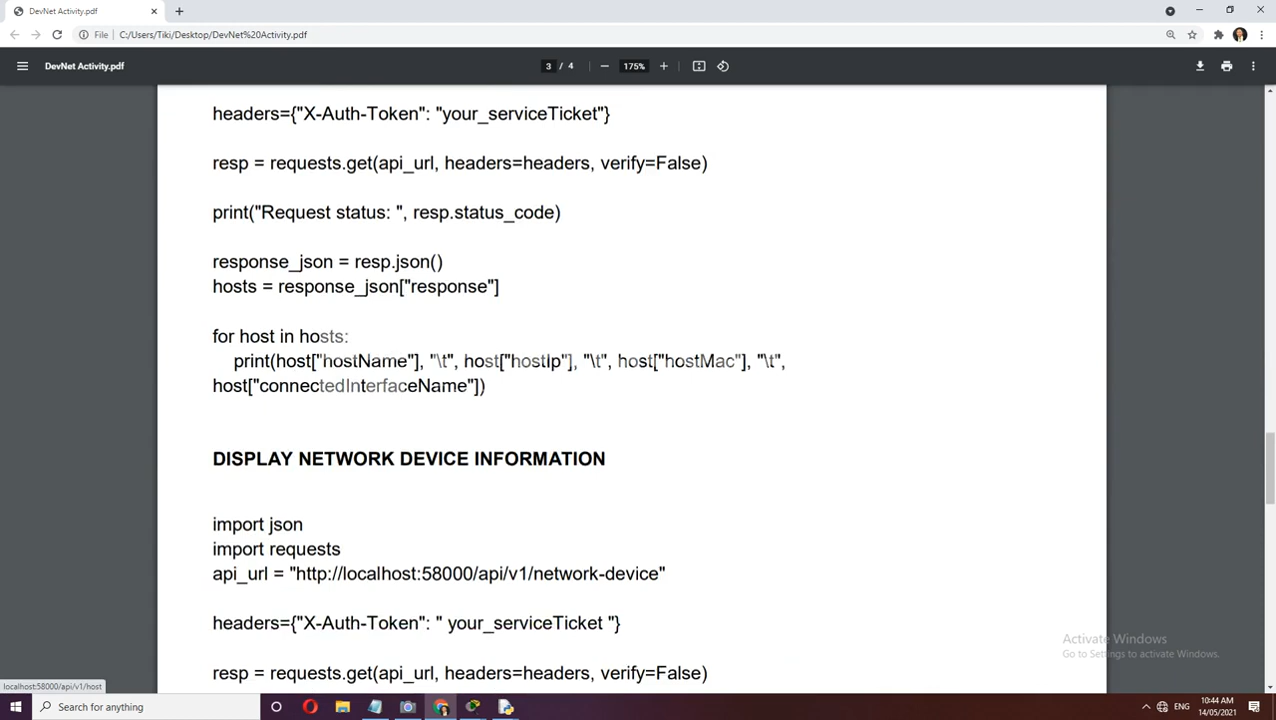 DevNet Activity.pdf
File
C:/Users/Tiki/Desktop/DevNet%20Activity.pdf
DevNet Activity.pdf
3 / 4
175%
headers={"X-Auth-Token": "your_serviceTicket"}
resp = requests.get(api_url, headers=headers, verify=False)
print("Request status: ", resp.status_code)
response_json = resp.json()
hosts = response_json["response"]
for host in hosts:
print(host["hostName"], "\t", host["hostIp"], "\t", host["hostMac"], "\t",
host["connectedInterfaceName"])
DISPLAY NETWORK DEVICE INFORMATION
import json
import requests
api_url = "http://localhost:58000/api/v1/network-device"
headers={"X-Auth-Token": " your_serviceTicket "}
resp = requests.get(api_url, headers=headers, verify=False)
Activate Windows
Go to Settings to activate Windows.
localhost:58000/api/v1/host
Search for anything
ENG
10:44 AM
14/05/2021